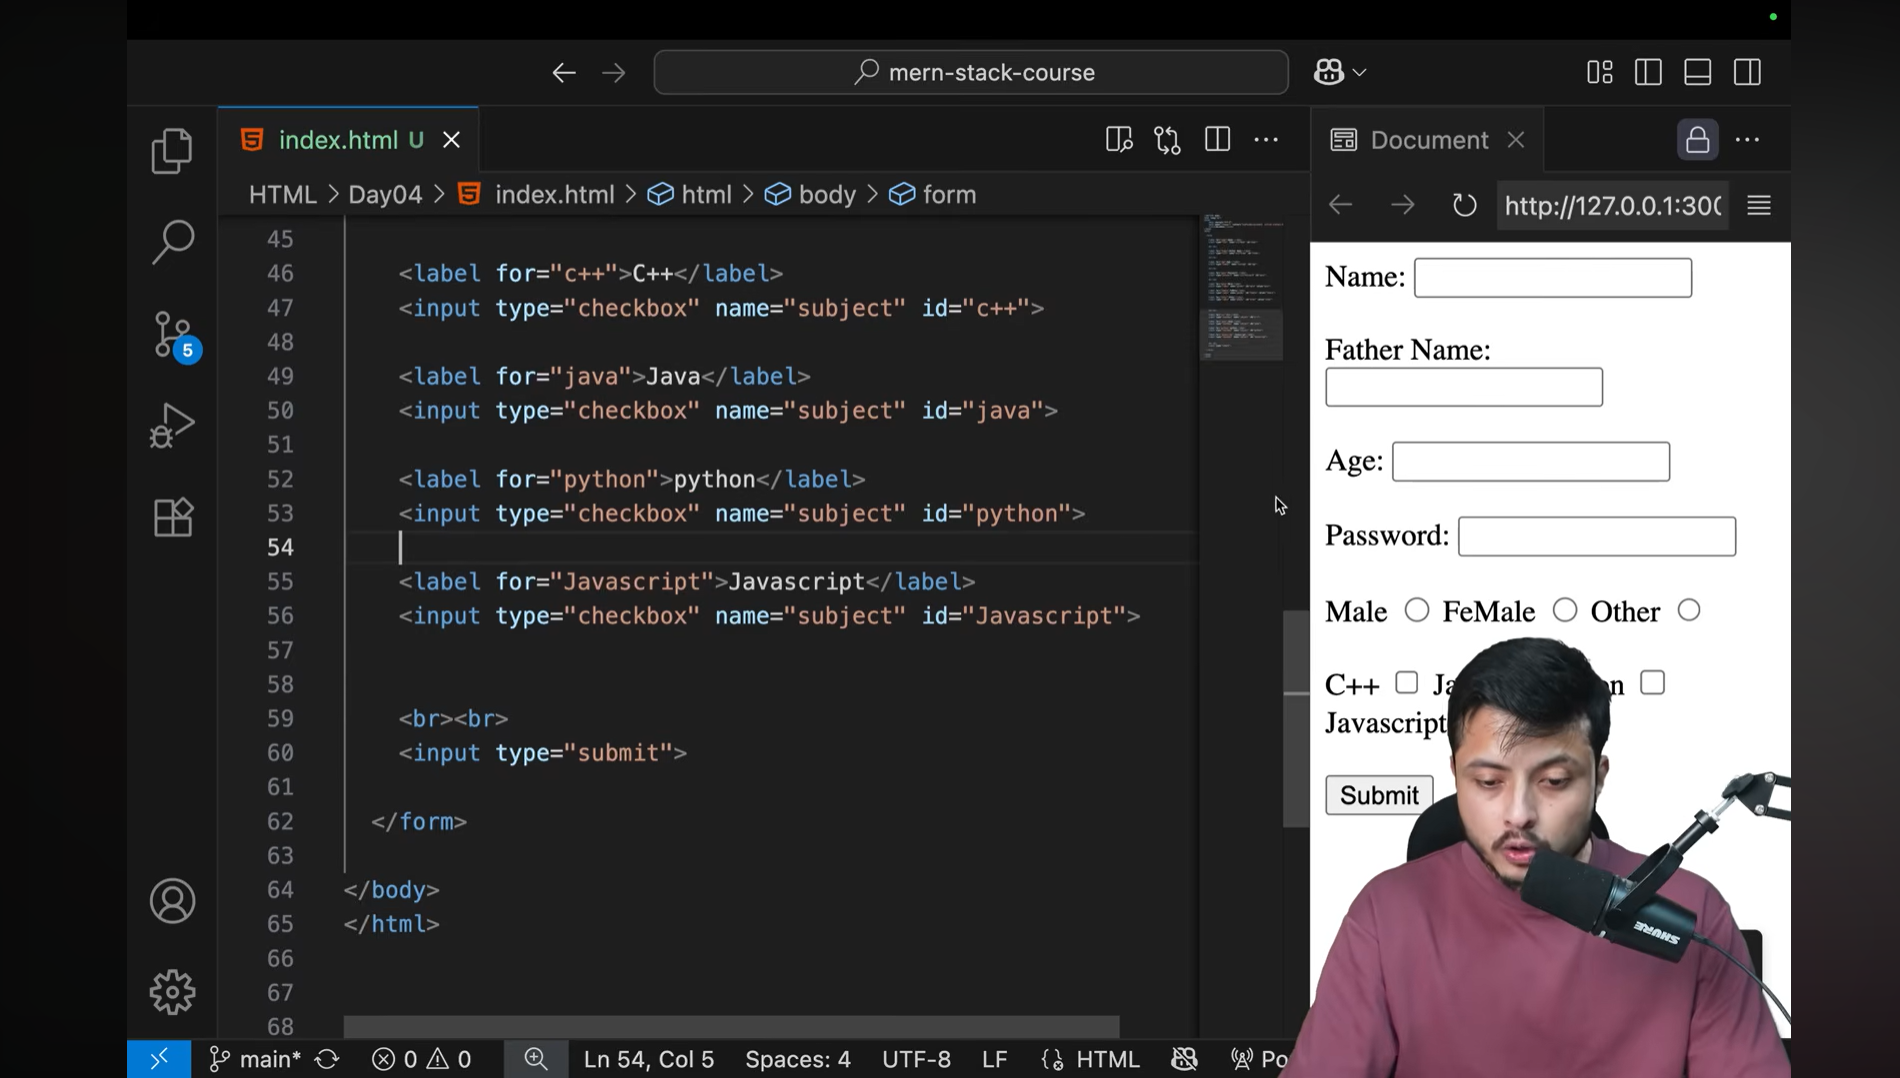 mern-stack-course
index.html U
Document
HTML > Day04 > index.html > html > body > form
http://127.0.0.1:300
45
46 <label for="c++">C++</label>
47 <input type="checkbox" name="subject" id="c++">
48
49 <label for="java">Java</label>
50 <input type="checkbox" name="subject" id="java">
51
52 <label for="python">python</label>
53 <input type="checkbox" name="subject" id="python">
54
55 <label for="Javascript">Javascript</label>
56 <input type="checkbox" name="subject" id="Javascript">
57
58
59 <br><br>
60 <input type="submit">
61
62 </form>
63
64 </body>
65 </html>
66
67
68
5
Name:
Father Name:
Age:
Password:
Male FeMale Other
C++ Ja n
Javascript
Submit
SHURE
main* 0 0 Ln 54, Col 5 Spaces: 4 UTF-8 LF HTML Po